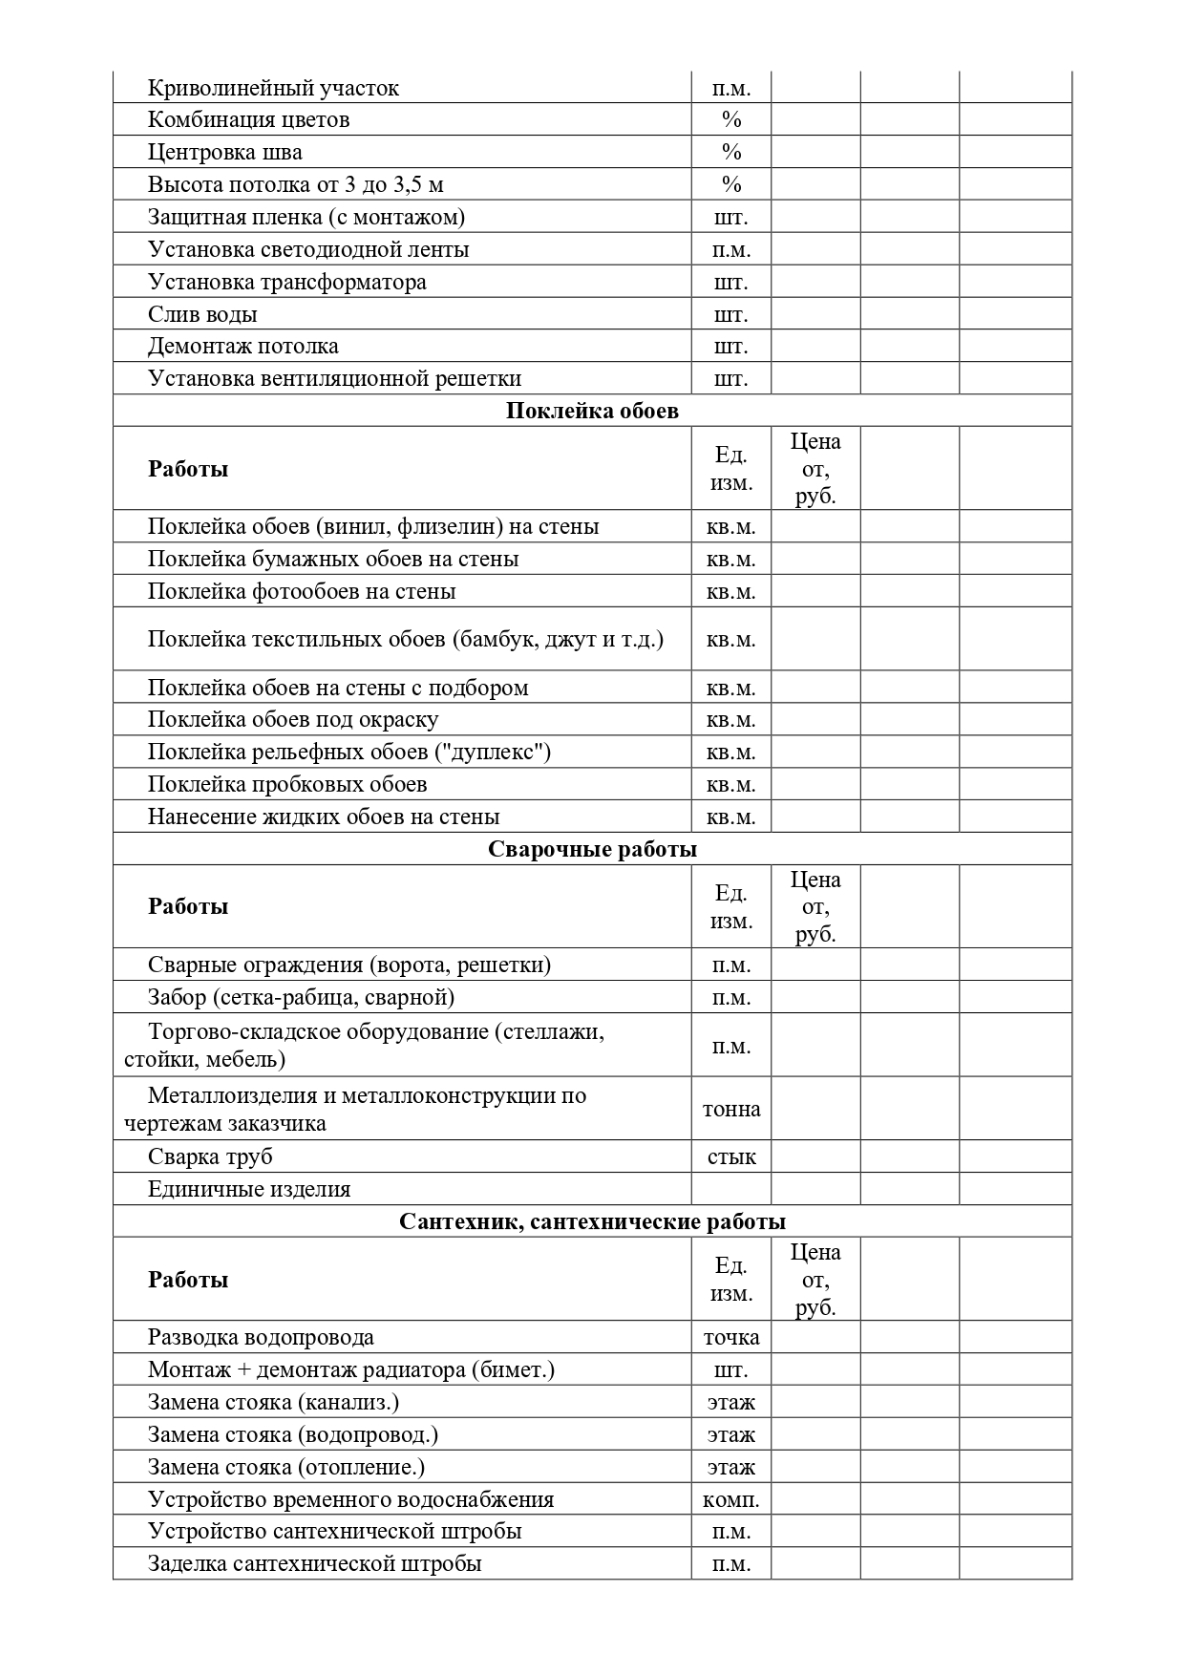 Криволинейный участок п.м.
Комбинация цветов %
Центровка шва %
Высота потолка от 3 до 3,5 м %
Защитная пленка (с монтажом) шт.
Установка светодиодной ленты п.м.
Установка трансформатора шт.
Слив воды шт.
Демонтаж потолка шт.
Установка вентиляционной решетки шт.
Поклейка обоев
Работы Ед. изм. Цена от, руб.
Поклейка обоев (винил, флизелин) на стены кв.м.
Поклейка бумажных обоев на стены кв.м.
Поклейка фотообоев на стены кв.м.
Поклейка текстильных обоев (бамбук, джут и т.д.) кв.м.
Поклейка обоев на стены с подбором кв.м.
Поклейка обоев под окраску кв.м.
Поклейка рельефных обоев ("дуплекс") кв.м.
Поклейка пробковых обоев кв.м.
Нанесение жидких обоев на стены кв.м.
Сварочные работы
Работы Ед. изм. Цена от, руб.
Сварные ограждения (ворота, решетки) п.м.
Забор (сетка-рабица, сварной) п.м.
Торгово-складское оборудование (стеллажи,
стойки, мебель) п.м.
Металлоизделия и металлоконструкции по
чертежам заказчика тонна
Сварка труб стык
Единичные изделия
Сантехник, сантехнические работы
Работы Ед. изм. Цена от, руб.
Разводка водопровода точка
Монтаж + демонтаж радиатора (бимет.) шт.
Замена стояка (канализ.) этаж
Замена стояка (водопровод.) этаж
Замена стояка (отопление.) этаж
Устройство временного водоснабжения комп.
Устройство сантехнической штробы п.м.
Заделка сантехнической штробы п.м.